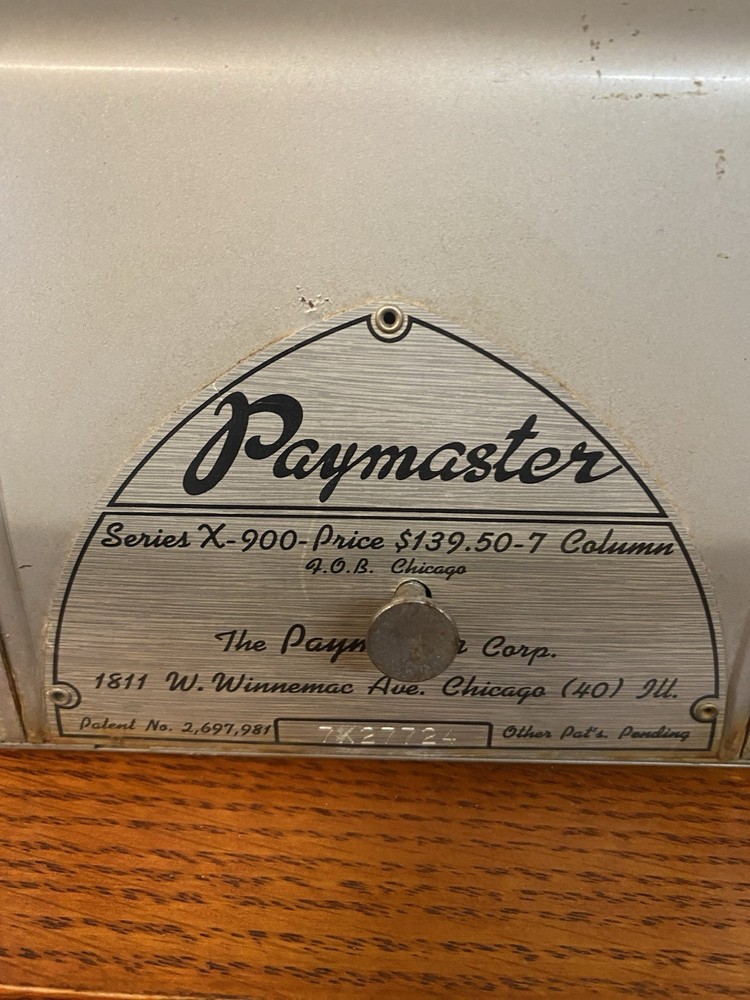 Paymaster
Series X-900-Price $139.50-7 Column
F.O.B. Chicago
The Corp.
1811 W. Winnemac Ave. Chicago (40) Ill.
Patent No. 2,697,981 7K27724 Other Pat's. Pending